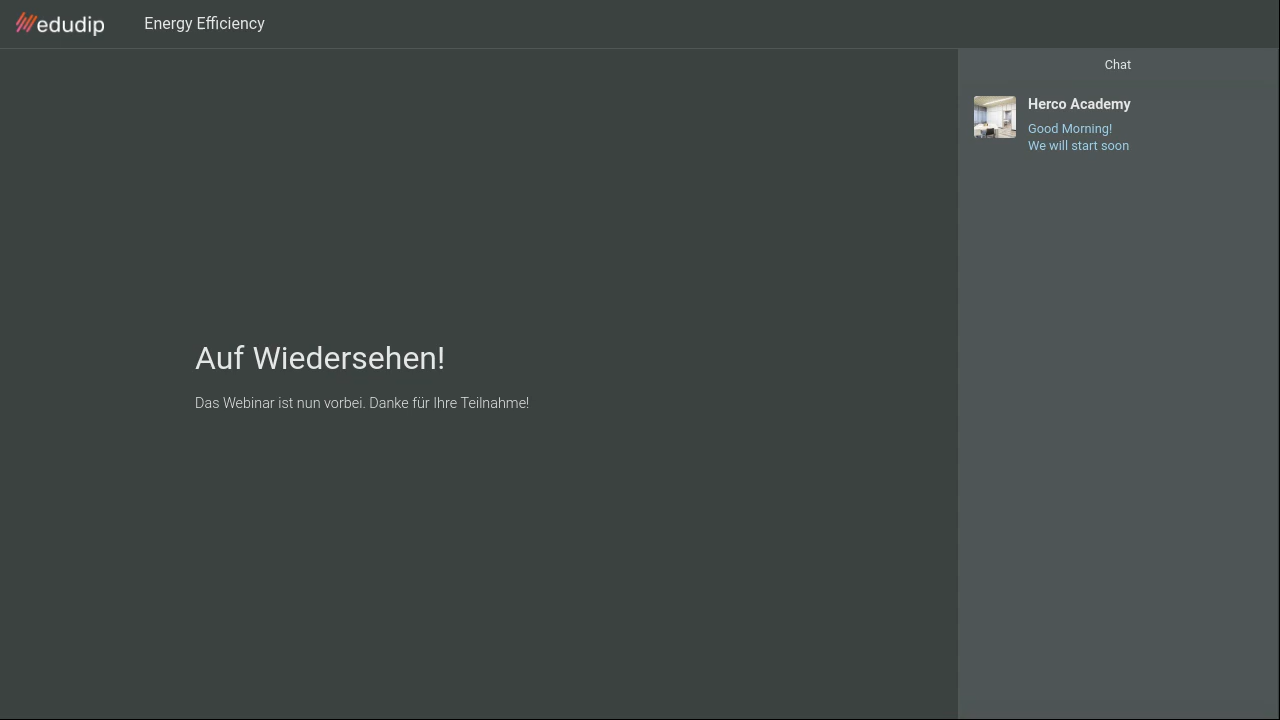 edudip
Energy Efficiency
Chat
Herco Academy
Good Morning!
We will start soon
Auf Wiedersehen!
Das Webinar ist nun vorbei. Danke für Ihre Teilnahme!